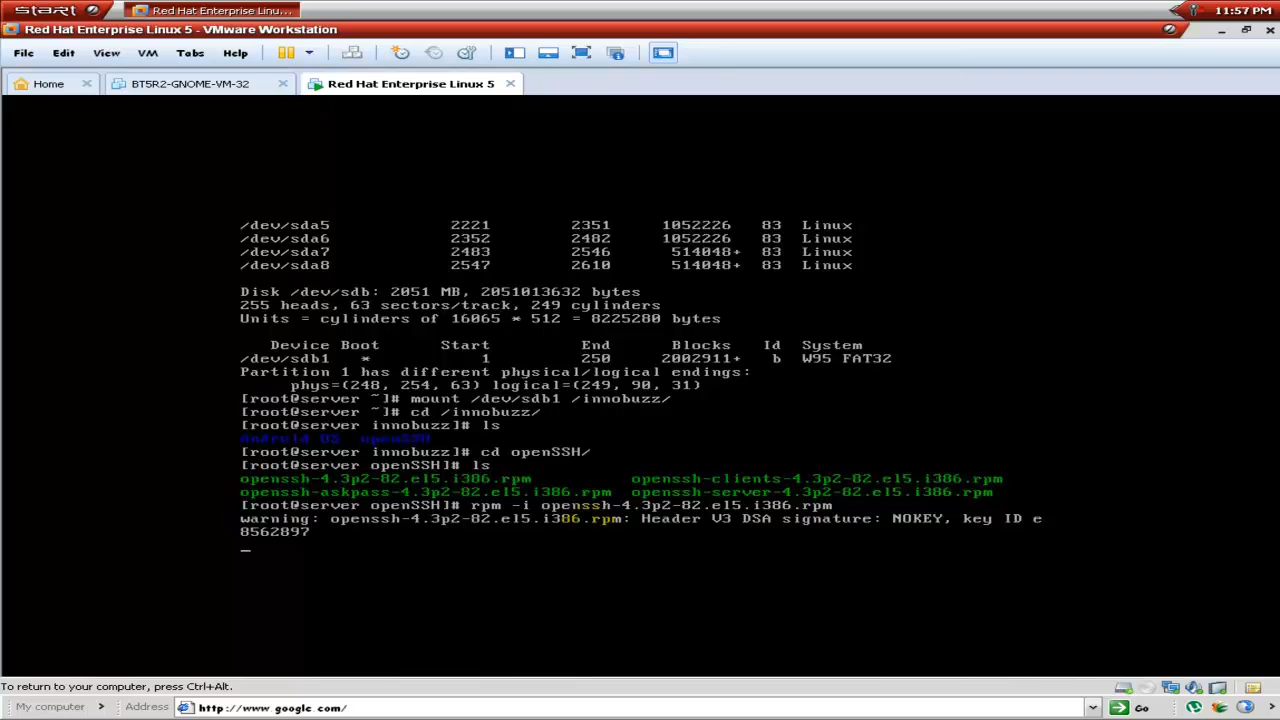 start
Red Hat Enterprise Linu...
11:57 PM
Red Hat Enterprise Linux 5 - VMware Workstation
File Edit View VM Tabs Help
Home BT5R2-GNOME-VM-32 Red Hat Enterprise Linux 5
/dev/sda5 2221 2351 1052226 83 Linux
/dev/sda6 2352 2482 1052226 83 Linux
/dev/sda7 2483 2546 514048+ 83 Linux
/dev/sda8 2547 2610 514048+ 83 Linux
Disk /dev/sdb: 2051 MB, 2051013632 bytes
255 heads, 63 sectors/track, 249 cylinders
Units = cylinders of 16065 * 512 = 8225280 bytes
Device Boot Start End Blocks Id System
/dev/sdb1 * 1 250 2002911+ b W95 FAT32
Partition 1 has different physical/logical endings:
phys=(248, 254, 63) logical=(249, 90, 31)
[root@server ~]# mount /dev/sdb1 /innobuzz/
[root@server ~]# cd /innobuzz/
[root@server innobuzz]# ls
Android OS openSSH
[root@server innobuzz]# cd openSSH/
[root@server openSSH]# ls
openssh-4.3p2-82.el5.i386.rpm openssh-clients-4.3p2-82.el5.i386.rpm
openssh-askpass-4.3p2-82.el5.i386.rpm openssh-server-4.3p2-82.el5.i386.rpm
[root@server openSSH]# rpm -i openssh-4.3p2-82.el5.i386.rpm
warning: openssh-4.3p2-82.el5.i386.rpm: Header V3 DSA signature: NOKEY, key ID e
8562897
_
To return to your computer, press Ctrl+Alt.
My computer Address http://www.google.com/ Go